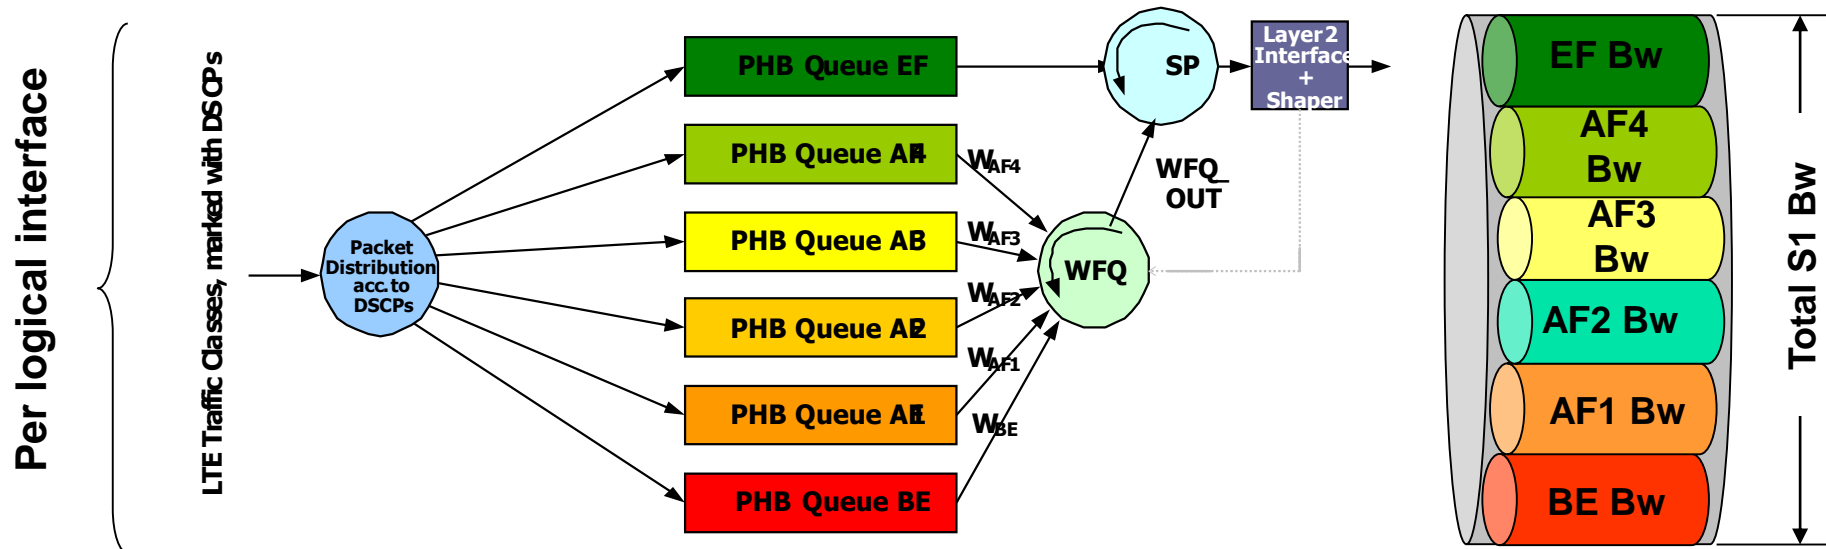 Per logical interface
LTE Traffic Classes, marked with DSCPs
Packet
Distribution
acc. to
DSCPs
PHB Queue EF
PHB Queue AF4
PHB Queue AF3
PHB Queue AF2
PHB Queue AF1
PHB Queue BE
WAF4
WAF3
WAF2
WAF1
WBE
WFQ
WFQ_
OUT
SP
Layer2
Interface
+
Shaper
EF Bw
AF4
Bw
AF3
Bw
AF2 Bw
AF1 Bw
BE Bw
Total S1 Bw